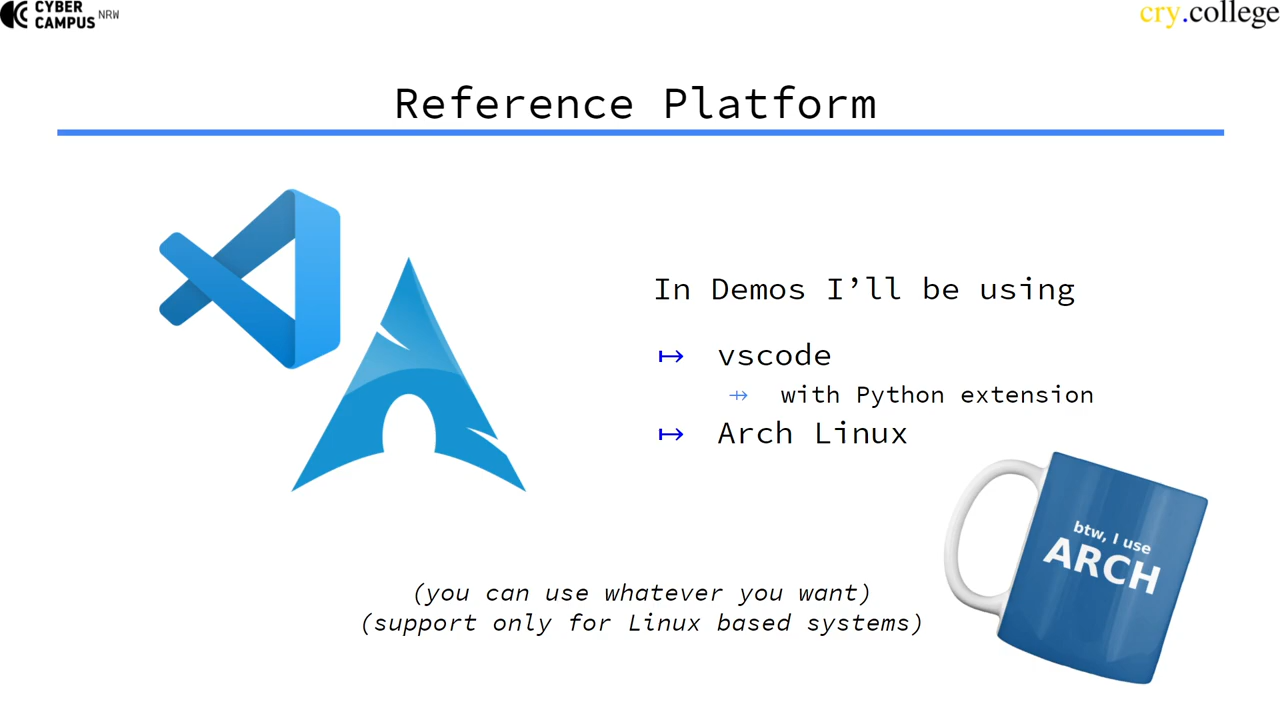 CYBER
CAMPUS NRW
cry.college
Reference Platform
In Demos I’ll be using
↦ vscode
⇸ with Python extension
↦ Arch Linux
btw, I use
ARCH
(you can use whatever you want)
(support only for Linux based systems)